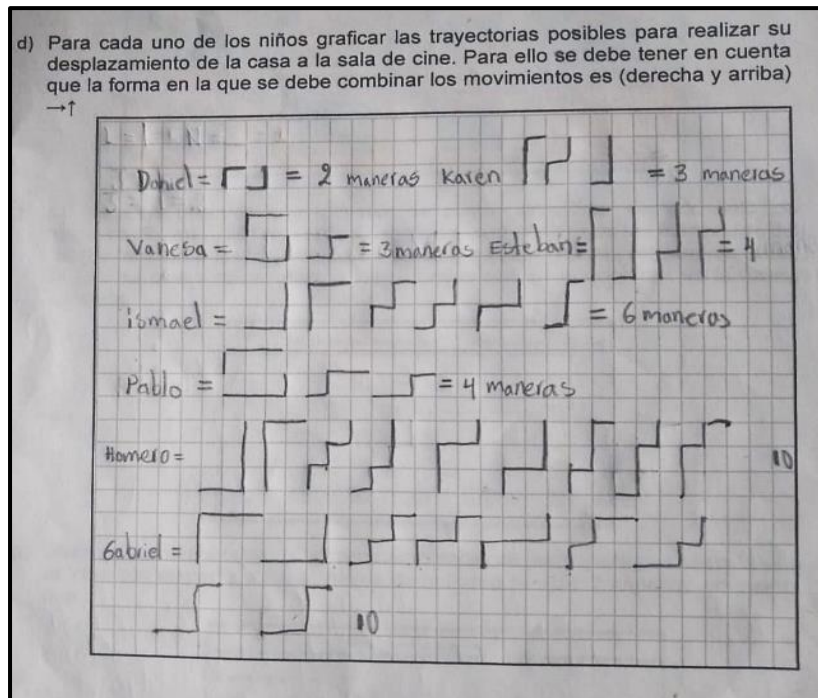 d) Para cada uno de los niños graficar las trayectorias posibles para realizar su
desplazamiento de la casa a la sala de cine. Para ello se debe tener en cuenta
que la forma en la que se debe combinar los movimientos es (derecha y arriba)
→↑
Daniel = = 2 maneras Karen = 3 maneras
Vanesa = = 3 maneras Esteban = = 4
ismael = = 6 maneras
Pablo = = 4 maneras
Homero = 10
Gabriel =
10